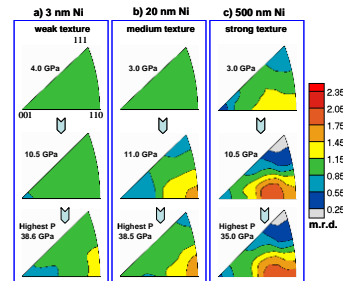 a) 3 nm Ni
b) 20 nm Ni
c) 500 nm Ni
weak texture
medium texture
strong texture
111
4.0 GPa
3.0 GPa
3.0 GPa
001
110
10.5 GPa
11.0 GPa
10.5 GPa
Highest P
38.6 GPa
Highest P
38.5 GPa
Highest P
35.0 GPa
2.35
2.05
1.75
1.45
1.15
0.85
0.55
0.25
m.r.d.